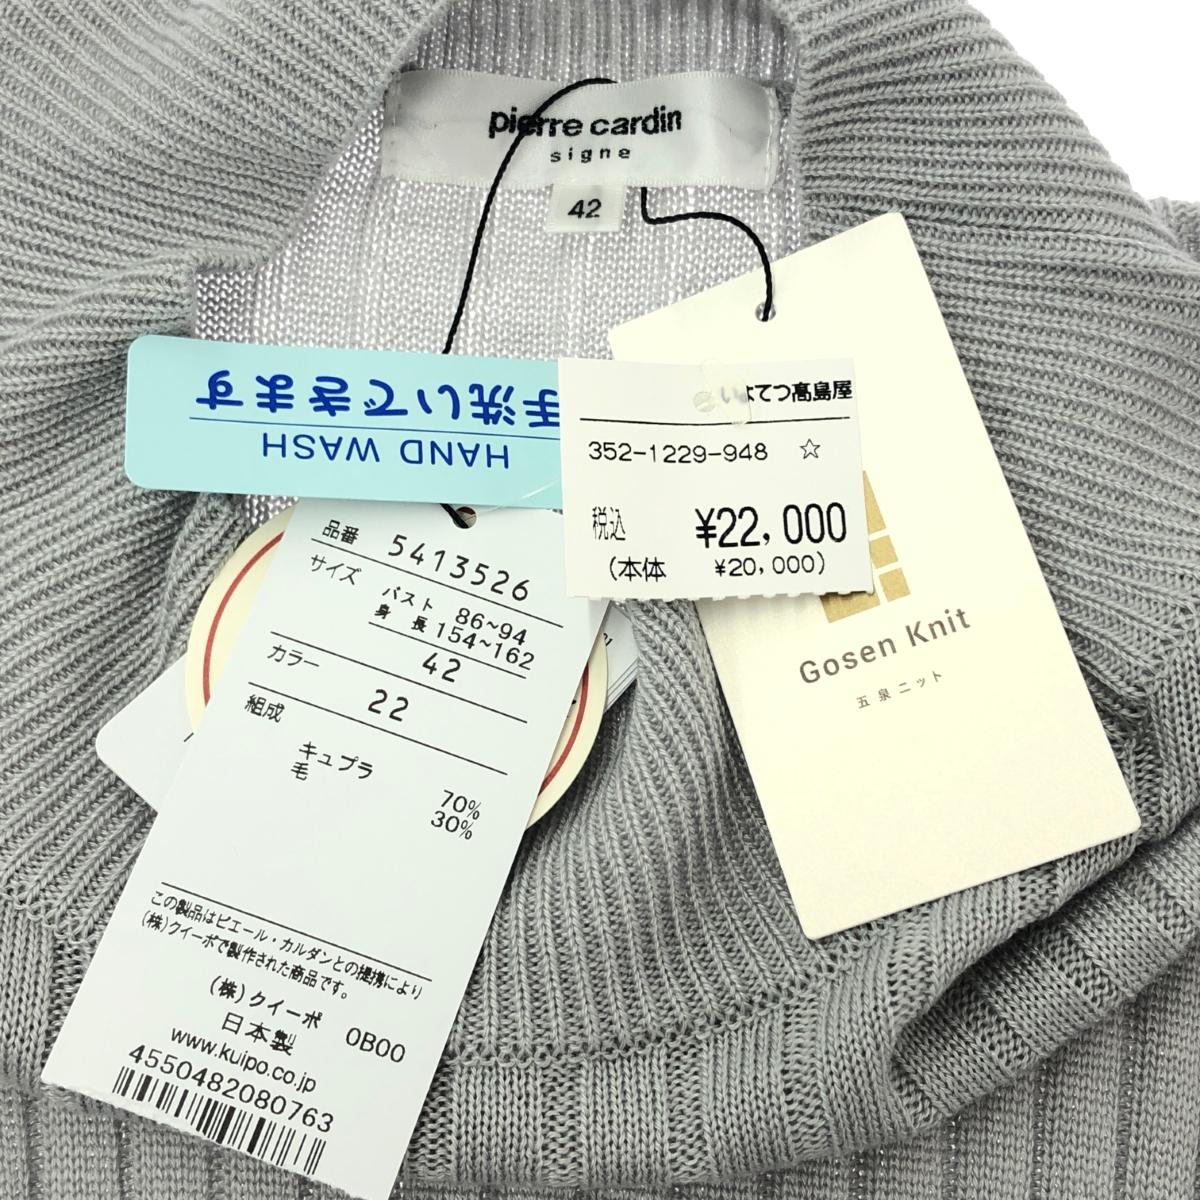 pierre cardin
signe
42
手洗いできます
HAND WASH
いよてつ髙島屋
352-1229-948 ☆
税込 ¥22,000
(本体 ¥20,000)
Gosen Knit
五泉ニット
品番 5413526
サイズ
バスト 86~94
身長 154~162
42
カラー 22
組成
キュプラ 70%
毛 30%
この製品はピエール・カルダンとの提携により
(株)クイーポで製作された商品です。
(株)クイーポ
日本製 0B00
www.kuipo.co.jp
4550482080763